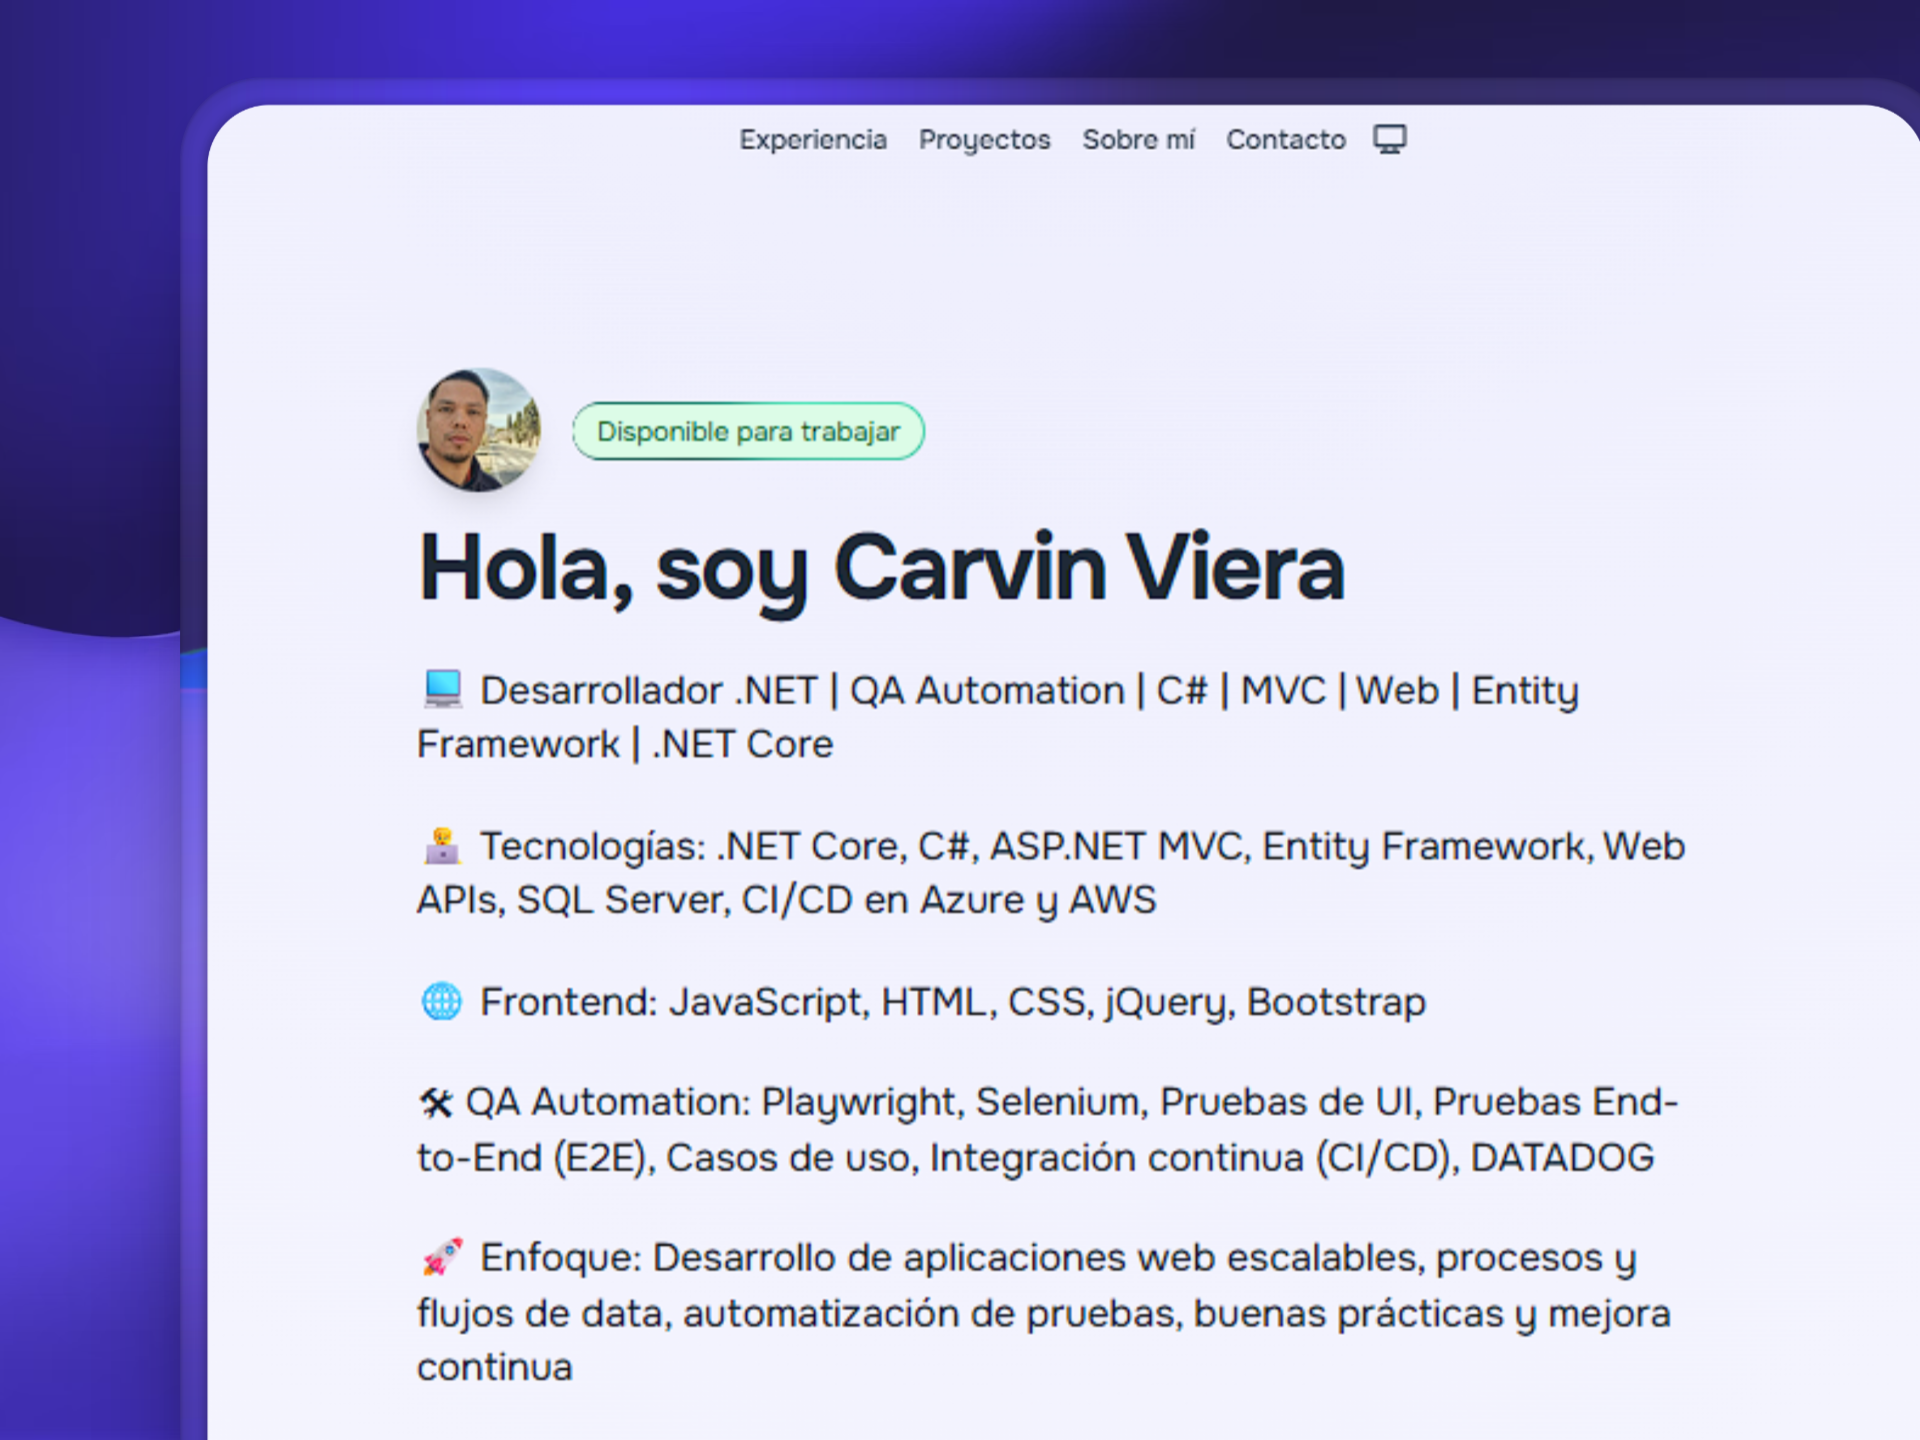 Experiencia Proyectos Sobre mí Contacto
Disponible para trabajar
Hola, soy Carvin Viera
💻 Desarrollador .NET | QA Automation | C# | MVC | Web | Entity
Framework | .NET Core
🧑‍💻 Tecnologías: .NET Core, C#, ASP.NET MVC, Entity Framework, Web
APIs, SQL Server, CI/CD en Azure y AWS
🌐 Frontend: JavaScript, HTML, CSS, jQuery, Bootstrap
🛠 QA Automation: Playwright, Selenium, Pruebas de UI, Pruebas End-
to-End (E2E), Casos de uso, Integración continua (CI/CD), DATADOG
🚀 Enfoque: Desarrollo de aplicaciones web escalables, procesos y
flujos de data, automatización de pruebas, buenas prácticas y mejora
continua